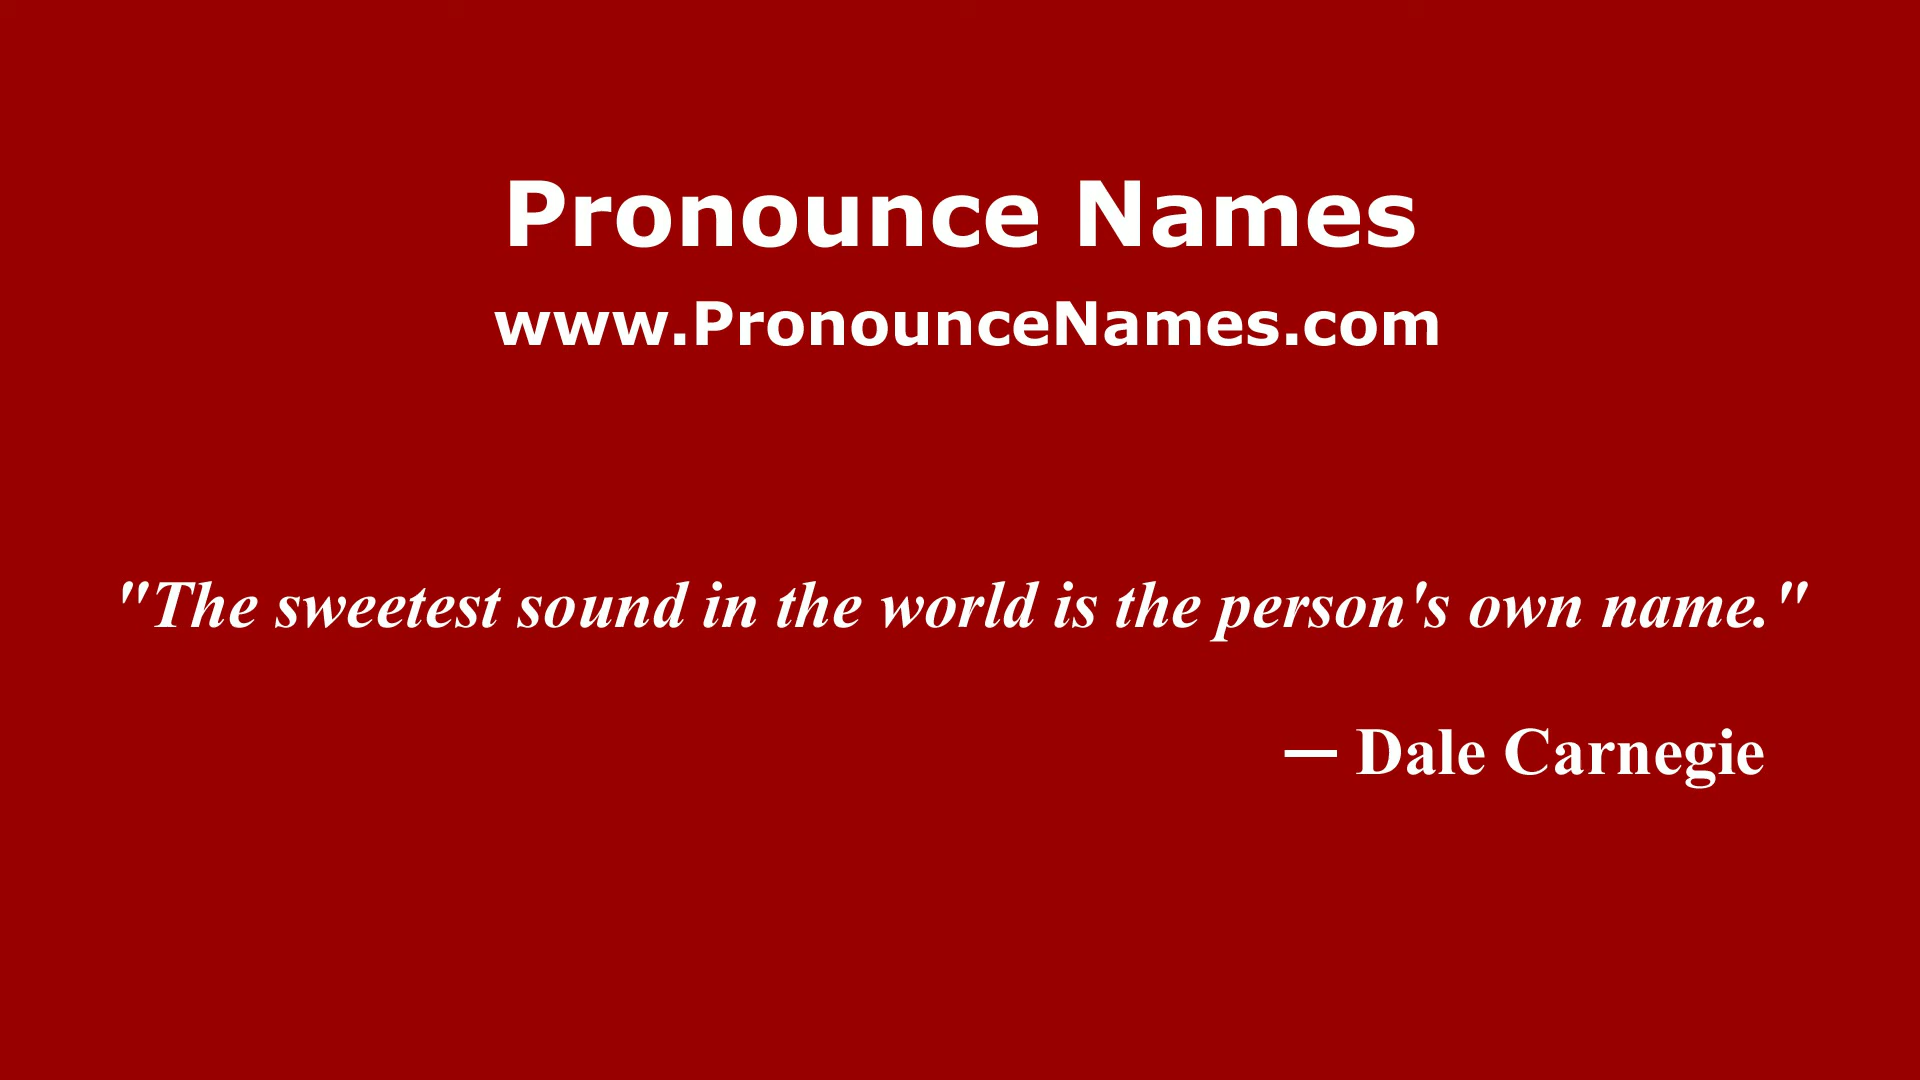 Pronounce Names
www.PronounceNames.com
"The sweetest sound in the world is the person's own name."
— Dale Carnegie